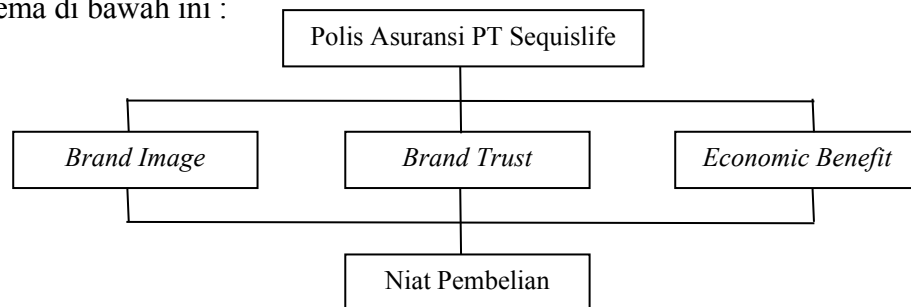 ema di bawah ini :
Polis Asuransi PT Sequislife
Brand Image
Brand Trust
Economic Benefit
Niat Pembelian